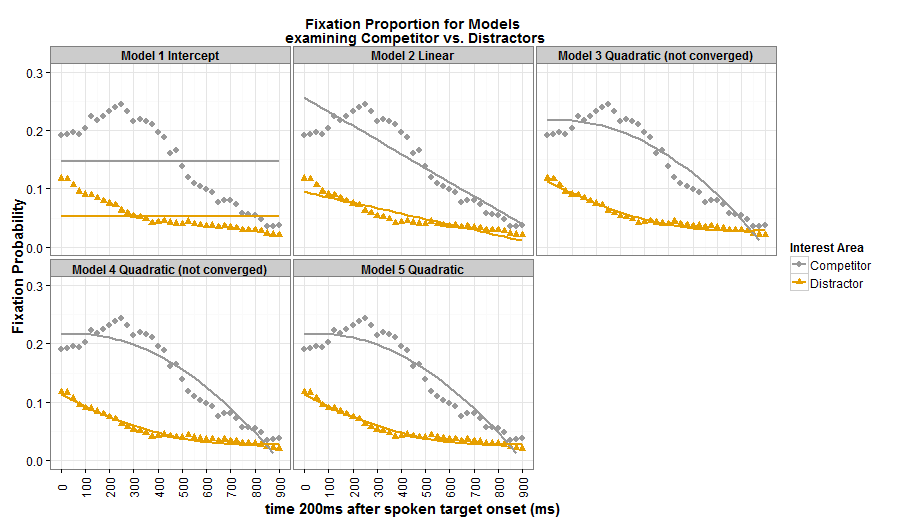 Fixation Proportion for Models
examining Competitor vs. Distractors
Model 1 Intercept
Model 2 Linear
Model 3 Quadratic (not converged)
0.3
0.2
0.1
0.0
Model 4 Quadratic (not converged)
Model 5 Quadratic
0.3
0.2
0.1
0.0
Fixation Probability
0 100 200 300 400 500 600 700 800 900
0 100 200 300 400 500 600 700 800 900
time 200ms after spoken target onset (ms)
Interest Area
Competitor
Distractor